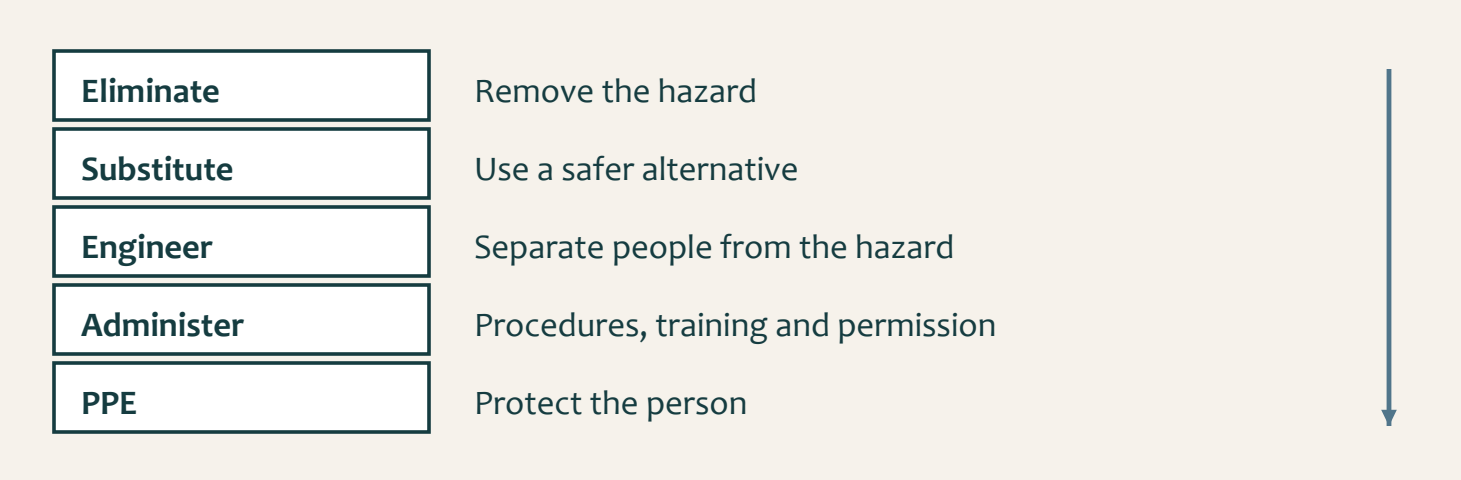 Eliminate Remove the hazard
Substitute Use a safer alternative
Engineer Separate people from the hazard
Administer Procedures, training and permission
PPE Protect the person